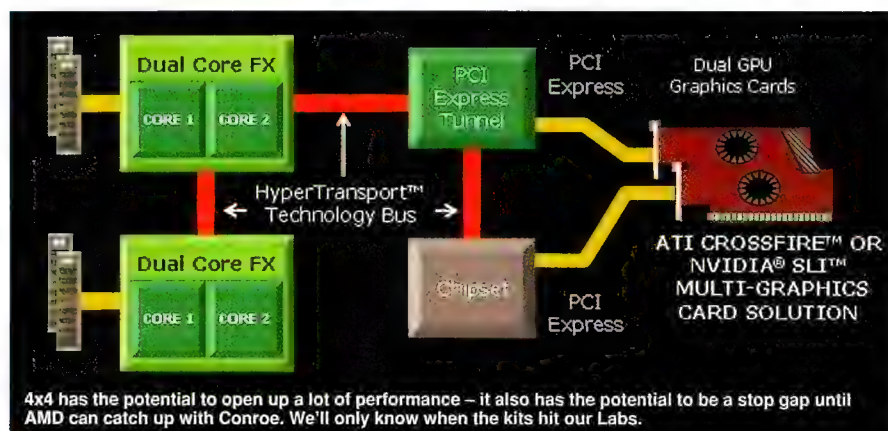 Dual Core FX
CORE 1 CORE 2
PCI
Express
Tunnel
PCI
Express
Dual GPU
Graphics Cards
HyperTransport™
Technology Bus
Dual Core FX
CORE 1 CORE 2
Chipset
PCI
Express
ATI CROSSFIRE™ OR
NVIDIA® SLI™
MULTI-GRAPHICS
CARD SOLUTION
4x4 has the potential to open up a lot of performance – it also has the potential to be a stop gap until
AMD can catch up with Conroe. We'll only know when the kits hit our Labs.